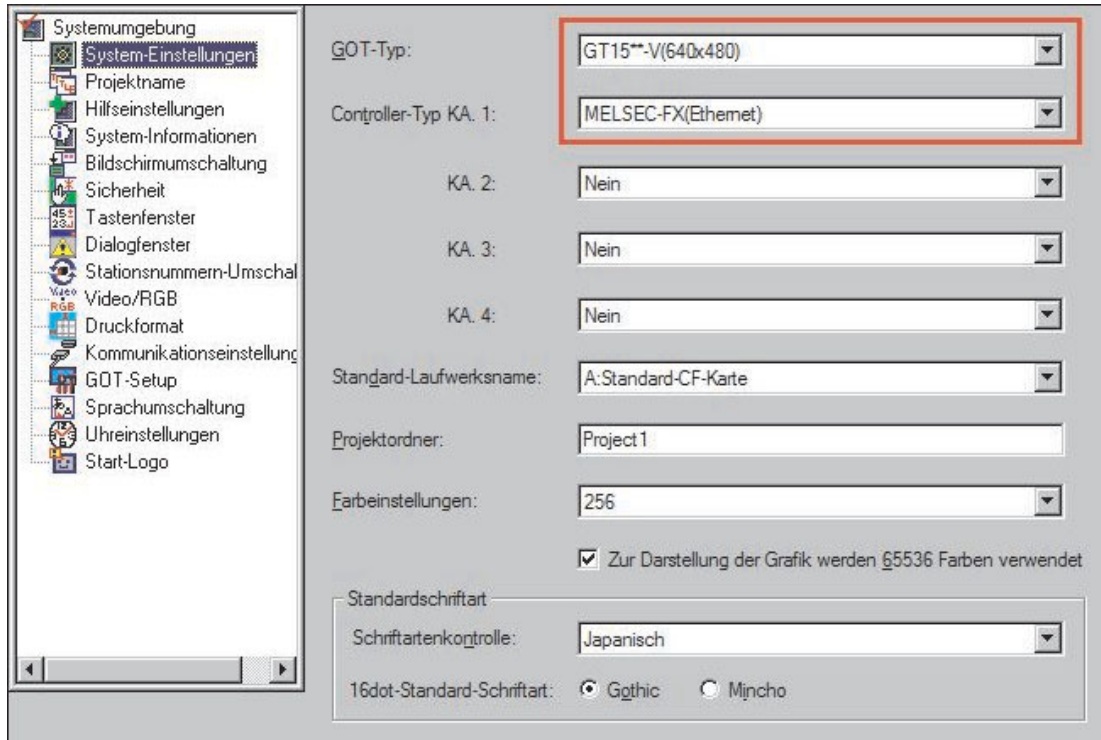 Systemumgebung
System-Einstellungen
Projektname
Hilfseinstellungen
System-Informationen
Bildschirmumschaltung
Sicherheit
Tastenfenster
Dialogfenster
Stationsnummern-Umschal
Video/RGB
Druckformat
Kommunikationseinstellung
GOT-Setup
Sprachumschaltung
Uhreinstellungen
Start-Logo
GOT-Typ: GT15**-V(640x480)
Controller-Typ KA. 1: MELSEC-FX(Ethernet)
KA. 2: Nein
KA. 3: Nein
KA. 4: Nein
Standard-Laufwerksname: A:Standard-CF-Karte
Projektordner: Project1
Farbeinstellungen: 256
Zur Darstellung der Grafik werden 65536 Farben verwendet
Standardschriftart
Schriftartenkontrolle: Japanisch
16dot-Standard-Schriftart: Gothic Mincho